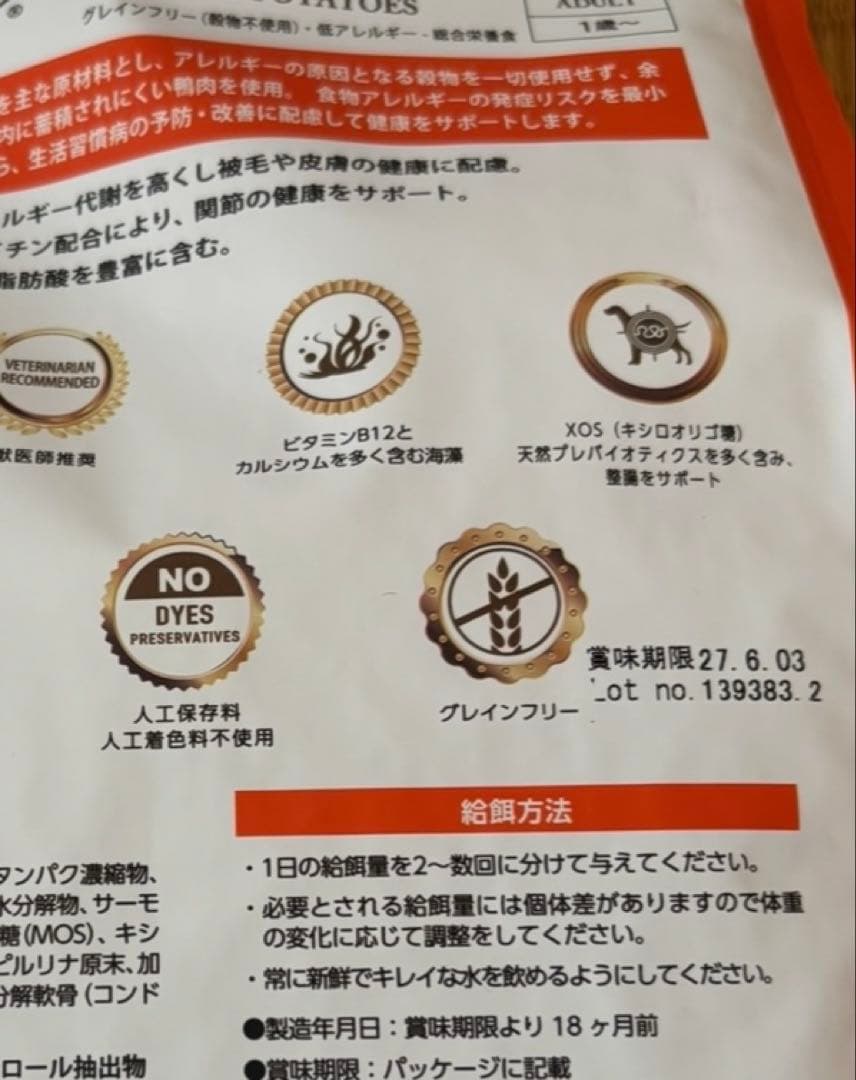 POTATOES
ADULT
グレインフリー（穀物不使用）・低アレルギー - 総合栄養食
1歳～
を主な原材料とし、アレルギーの原因となる穀物を一切使用せず、余
内に蓄積されにくい鴨肉を使用。 食物アレルギーの発症リスクを最小
ら、生活習慣病の予防・改善に配慮して健康をサポートします。
ルギー代謝を高くし被毛や皮膚の健康に配慮。
チン配合により、関節の健康をサポート。
脂肪酸を豊富に含む。
VETERINARIAN
RECOMMENDED
獣医師推奨
ビタミンB12と
カルシウムを多く含む海藻
XOS（キシロオリゴ糖）
天然プレバイオティクスを多く含み、
整腸をサポート
NO
DYES
PRESERVATIVES
人工保存料
人工着色料不使用
グレインフリー
賞味期限27.6.03
Lot no.139383.2
給餌方法
・1日の給餌量を2～数回に分けて与えてください。
・必要とされる給餌量には個体差がありますので体重
の変化に応じて調整をしてください。
・常に新鮮でキレイな水を飲めるようにしてください。
●製造年月日：賞味期限より 18 ヶ月前
●賞味期限：パッケージに記載
タンパク濃縮物、
水分解物、サーモ
糖(MOS)、キシ
ピルリナ原末、加
分解軟骨（コンド
ロール抽出物